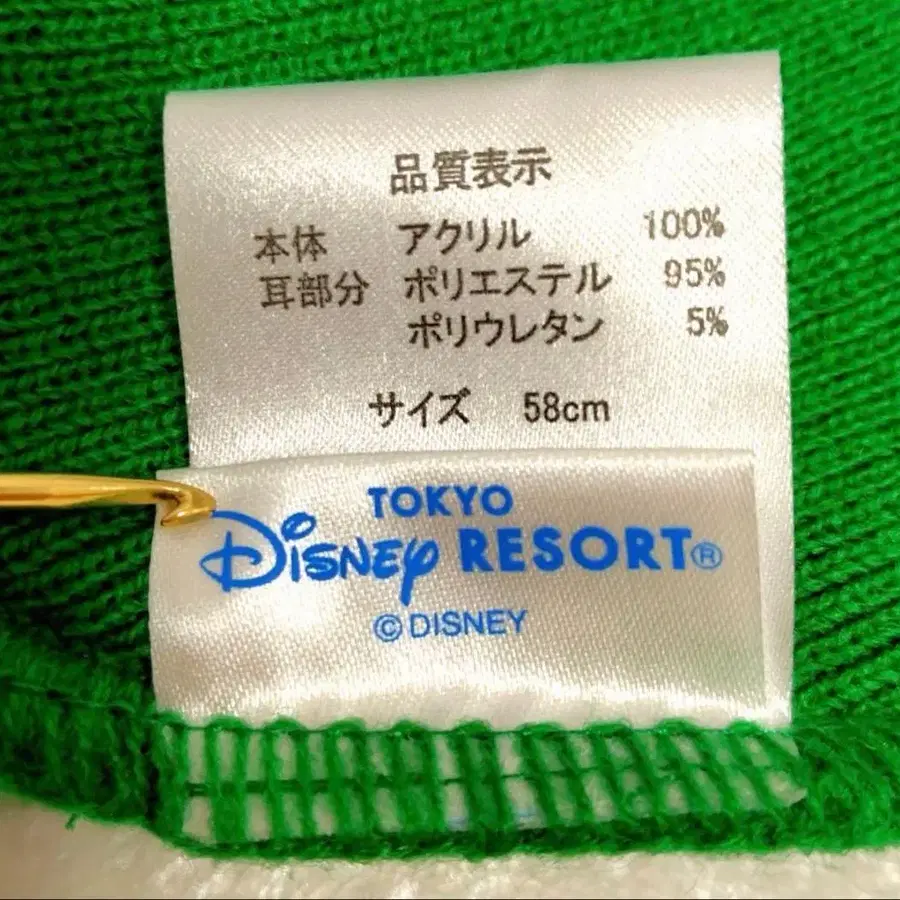 品質表示
本体 アクリル 100%
耳部分 ポリエステル 95%
ポリウレタン 5%
サイズ 58cm
TOKYO
Disney RESORT®
©DISNEY